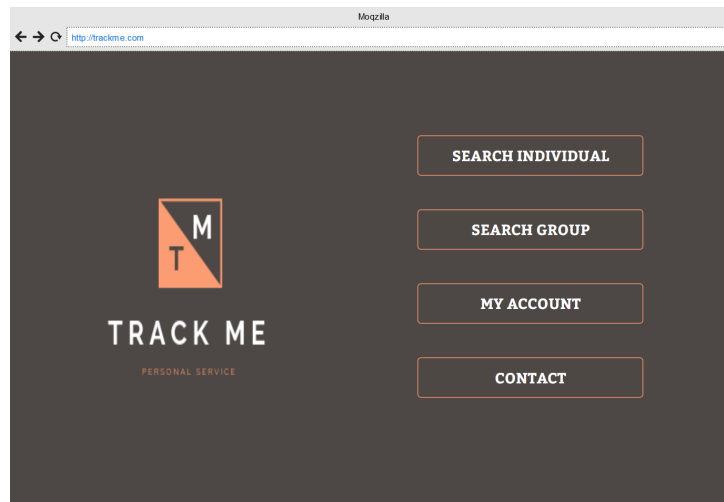 Moqzilla
http://trackme.com
SEARCH INDIVIDUAL
SEARCH GROUP
MY ACCOUNT
CONTACT
M
T
TRACK ME
PERSONAL SERVICE